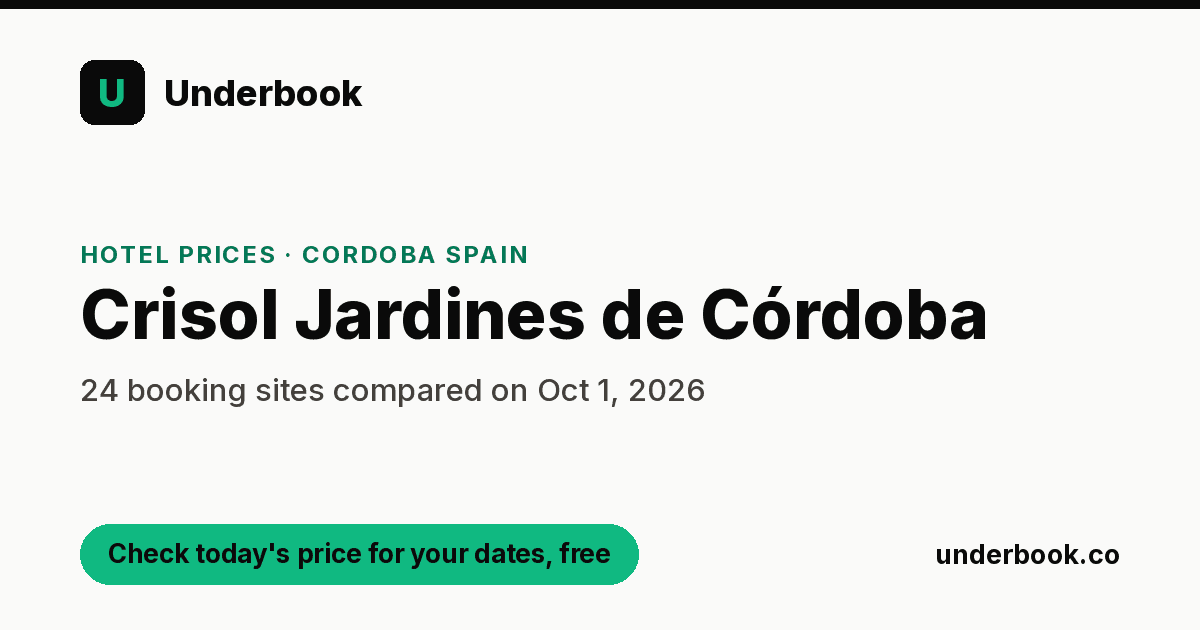 U Underbook
HOTEL PRICES · CORDOBA SPAIN
Crisol Jardines de Córdoba
24 booking sites compared on Oct 1, 2026
Check today's price for your dates, free
underbook.co